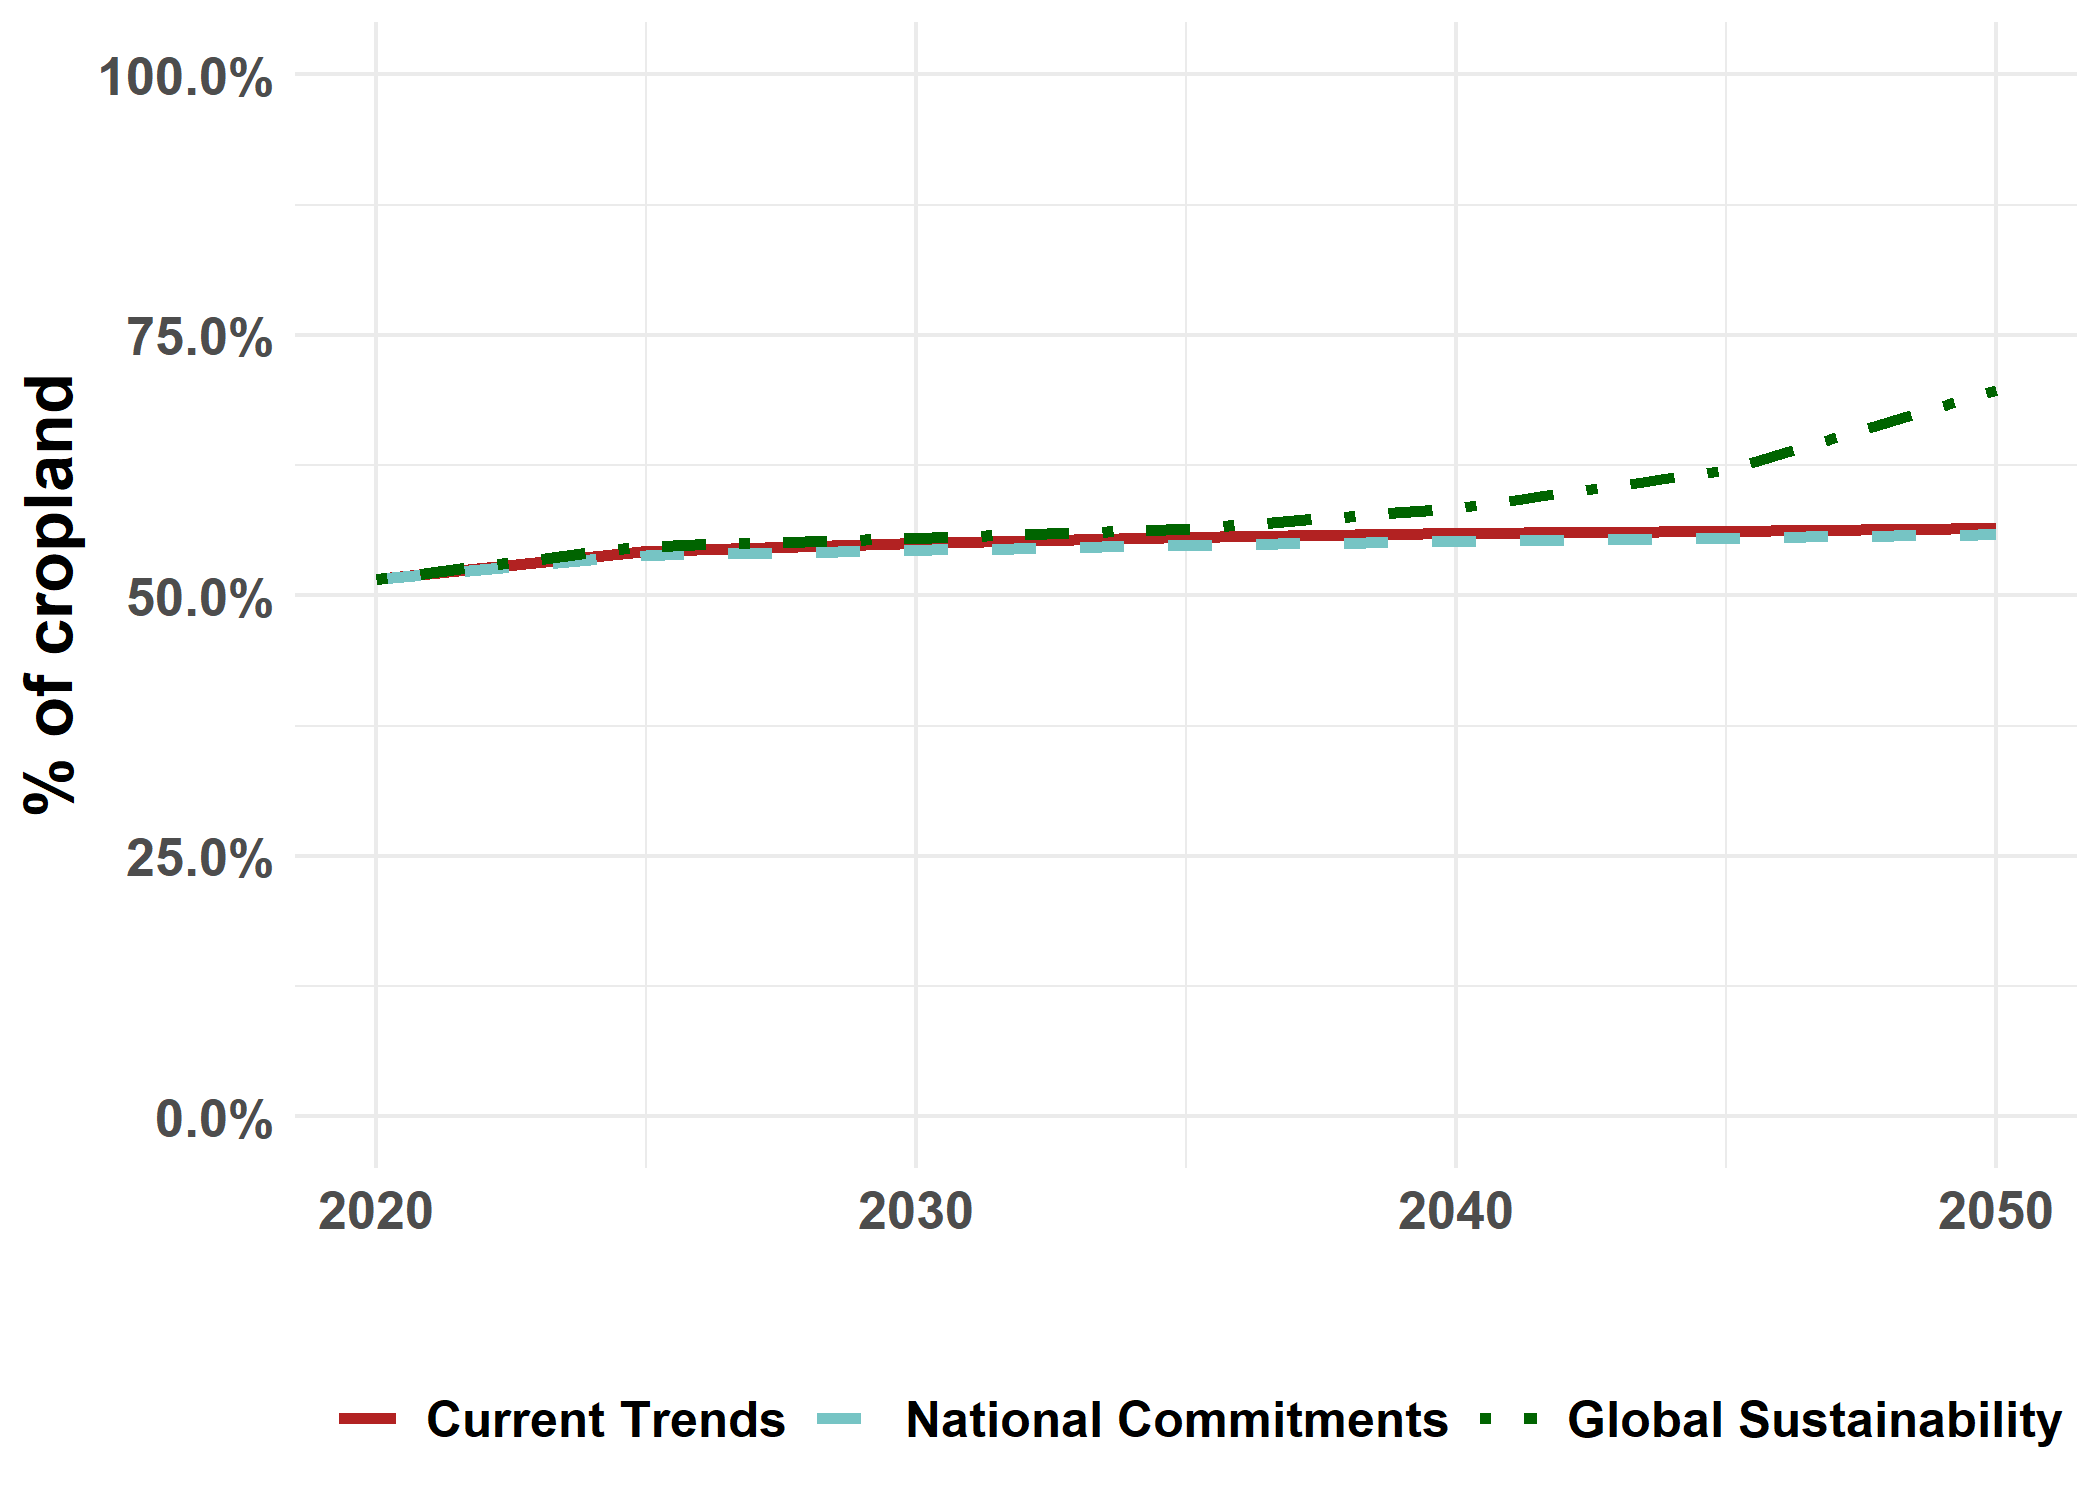 100.0%
75.0%
50.0%
25.0%
0.0%
% of cropland
2020 2030 2040 2050
Current Trends National Commitments Global Sustainability